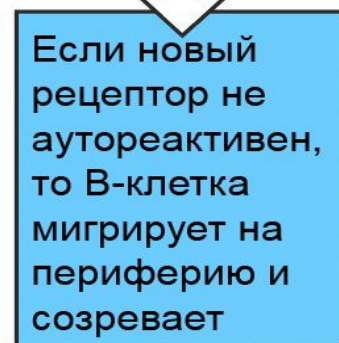 Если новый
рецептор не
аутореактивен,
то В-клетка
мигрирует на
периферию и
созревает